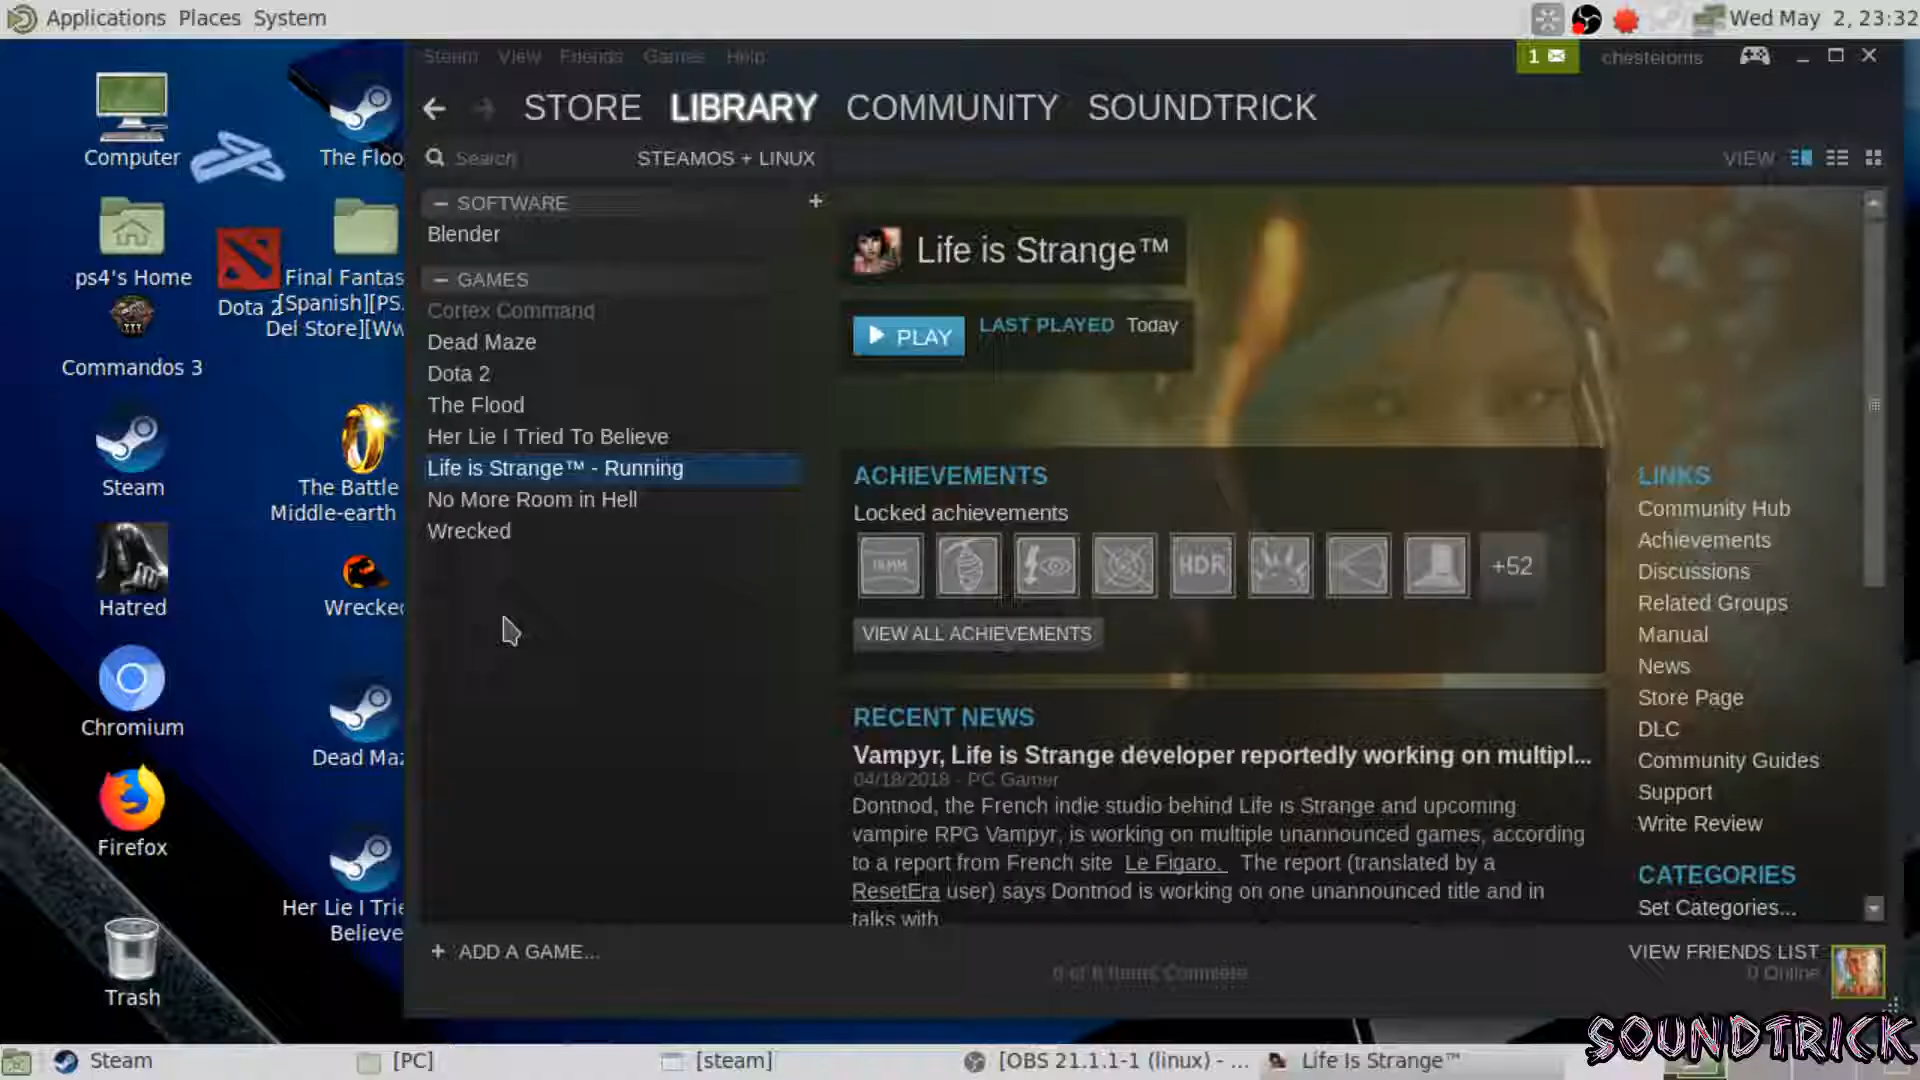 Applications Places System
Wed May 2, 23:32
Steam View Friends Games Help
1
chesteroms
STORE LIBRARY COMMUNITY SOUNDTRICK
Search
STEAMOS + LINUX
VIEW
– SOFTWARE
+
Blender
– GAMES
Cortex Command
Dead Maze
Dota 2
The Flood
Her Lie I Tried To Believe
Life is Strange™ - Running
No More Room in Hell
Wrecked
+ ADD A GAME...
Life is Strange™
PLAY
LAST PLAYED Today
ACHIEVEMENTS
Locked achievements
HDR
+52
VIEW ALL ACHIEVEMENTS
RECENT NEWS
Vampyr, Life is Strange developer reportedly working on multipl...
04/18/2018 - PC Gamer
Dontnod, the French indie studio behind Life is Strange and upcoming
vampire RPG Vampyr, is working on multiple unannounced games, according
to a report from French site Le Figaro. The report (translated by a
ResetEra user) says Dontnod is working on one unannounced title and in
talks with
LINKS
Community Hub
Achievements
Discussions
Related Groups
Manual
News
Store Page
DLC
Community Guides
Support
Write Review
CATEGORIES
Set Categories...
VIEW FRIENDS LIST
0 Online
Computer
The Floo
ps4's Home
Dota 2
Final Fantas
[Spanish][PS.
Del Store][Ww
Commandos 3
Steam
The Battle
Middle-earth
Hatred
Wrecked
Chromium
Dead Maz
Firefox
Her Lie I Trie
Believe
Trash
SOUNDTRICK
Steam
[PC]
[steam]
[OBS 21.1.1-1 (linux) - ...
Life Is Strange™